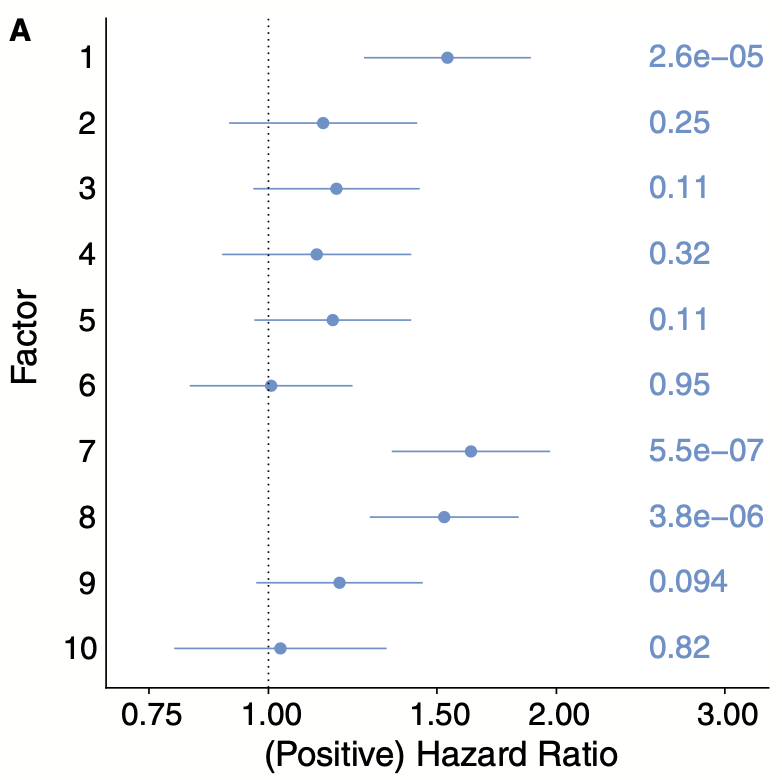 A
1 2.6e−05
2 0.25
3 0.11
4 0.32
5 0.11
6 0.95
7 5.5e−07
8 3.8e−06
9 0.094
10 0.82
Factor
0.75 1.00 1.50 2.00 3.00
(Positive) Hazard Ratio